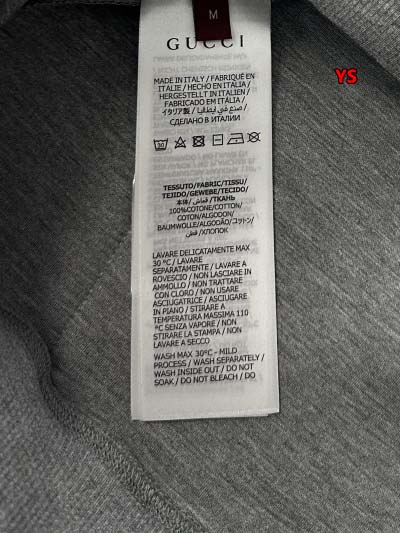 M
GUCCI
YS
MADE IN ITALY / FABRIQUÉ EN
ITALIE / HECHO EN ITALIA /
HERGESTELLT IN ITALIEN /
FABRICADO EM ITÁLIA /
イタリア製 / صنع في ايطاليا /
СДЕЛАНО В ИТАЛИИ
30
TESSUTO/FABRIC/TISSU/
TEJIDO/GEWEBE/TECIDO/
本体/ قماش /ТКАНЬ
100%COTONE/COTTON/
COTON/ALGODON/
BAUMWOLLE/ALGODÃO/コットン/
قطن /ХЛОПОК
LAVARE DELICATAMENTE MAX
30 °C / LAVARE
SEPARATAMENTE / LAVARE A
ROVESCIO / NON LASCIARE IN
AMMOLLO / NON TRATTARE
CON CLORO / NON USARE
ASCIUGATRICE / ASCIUGARE
IN PIANO / STIRARE A
TEMPERATURA MASSIMA 110
°C SENZA VAPORE / NON
STIRARE LA STAMPA / NON
LAVARE A SECCO
WASH MAX 30°C - MILD
PROCESS / WASH SEPARATELY /
WASH INSIDE OUT / DO NOT
SOAK / DO NOT BLEACH / DO